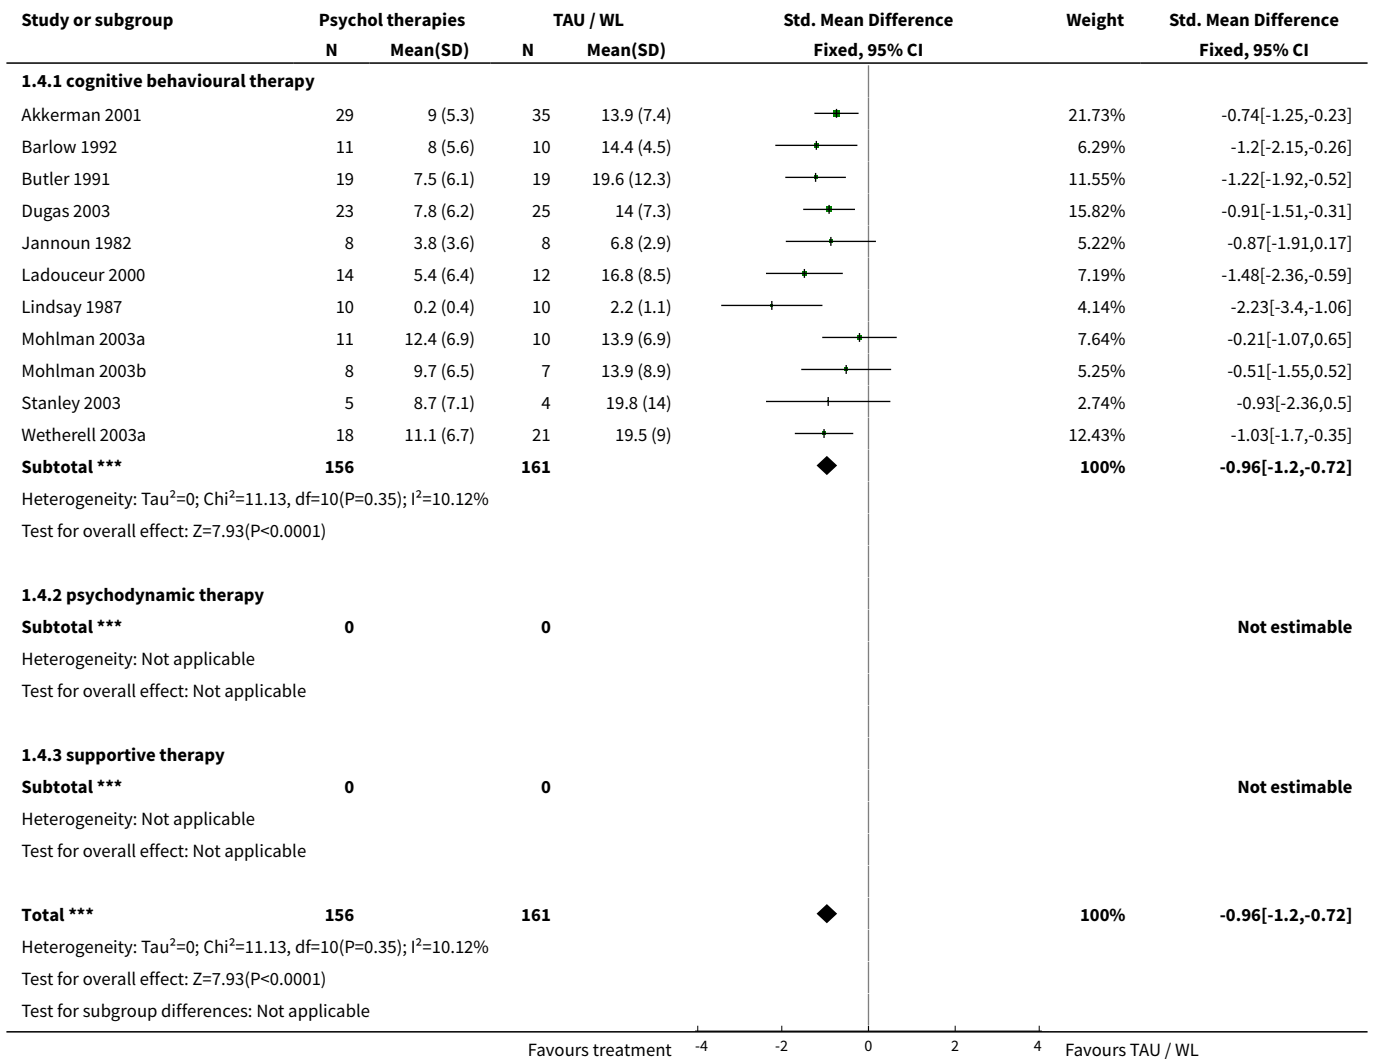 Study or subgroup Psychol therapies TAU / WL Std. Mean Difference Weight Std. Mean Difference
N Mean(SD) N Mean(SD) Fixed, 95% CI Fixed, 95% CI
1.4.1 cognitive behavioural therapy
Akkerman 2001 29 9 (5.3) 35 13.9 (7.4) 21.73% -0.74[-1.25,-0.23]
Barlow 1992 11 8 (5.6) 10 14.4 (4.5) 6.29% -1.2[-2.15,-0.26]
Butler 1991 19 7.5 (6.1) 19 19.6 (12.3) 11.55% -1.22[-1.92,-0.52]
Dugas 2003 23 7.8 (6.2) 25 14 (7.3) 15.82% -0.91[-1.51,-0.31]
Jannoun 1982 8 3.8 (3.6) 8 6.8 (2.9) 5.22% -0.87[-1.91,0.17]
Ladouceur 2000 14 5.4 (6.4) 12 16.8 (8.5) 7.19% -1.48[-2.36,-0.59]
Lindsay 1987 10 0.2 (0.4) 10 2.2 (1.1) 4.14% -2.23[-3.4,-1.06]
Mohlman 2003a 11 12.4 (6.9) 10 13.9 (6.9) 7.64% -0.21[-1.07,0.65]
Mohlman 2003b 8 9.7 (6.5) 7 13.9 (8.9) 5.25% -0.51[-1.55,0.52]
Stanley 2003 5 8.7 (7.1) 4 19.8 (14) 2.74% -0.93[-2.36,0.5]
Wetherell 2003a 18 11.1 (6.7) 21 19.5 (9) 12.43% -1.03[-1.7,-0.35]
Subtotal *** 156 161 100% -0.96[-1.2,-0.72]
Heterogeneity: Tau²=0; Chi²=11.13, df=10(P=0.35); I²=10.12%
Test for overall effect: Z=7.93(P<0.0001)
1.4.2 psychodynamic therapy
Subtotal *** 0 0 Not estimable
Heterogeneity: Not applicable
Test for overall effect: Not applicable
1.4.3 supportive therapy
Subtotal *** 0 0 Not estimable
Heterogeneity: Not applicable
Test for overall effect: Not applicable
Total *** 156 161 100% -0.96[-1.2,-0.72]
Heterogeneity: Tau²=0; Chi²=11.13, df=10(P=0.35); I²=10.12%
Test for overall effect: Z=7.93(P<0.0001)
Test for subgroup differences: Not applicable
Favours treatment -4 -2 0 2 4 Favours TAU / WL